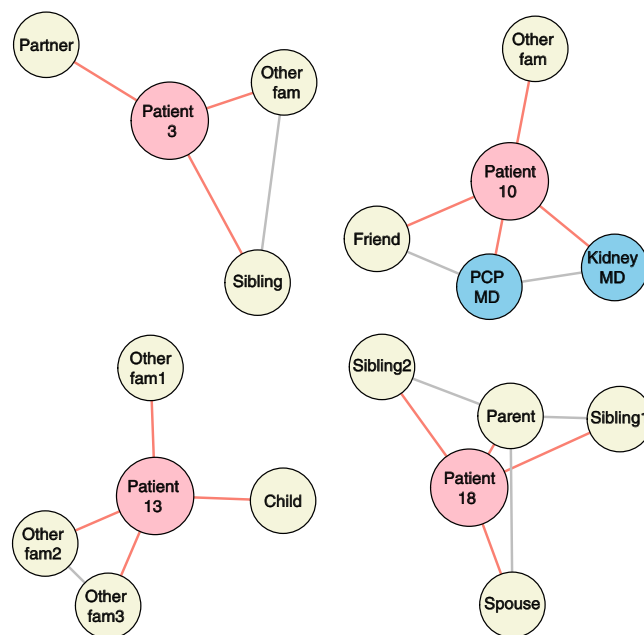 Partner
Other
fam
Patient
3
Sibling
Other
fam
Patient
10
Friend
PCP
MD
Kidney
MD
Other
fam1
Patient
13
Child
Other
fam2
Other
fam3
Sibling2
Parent
Sibling1
Patient
18
Spouse